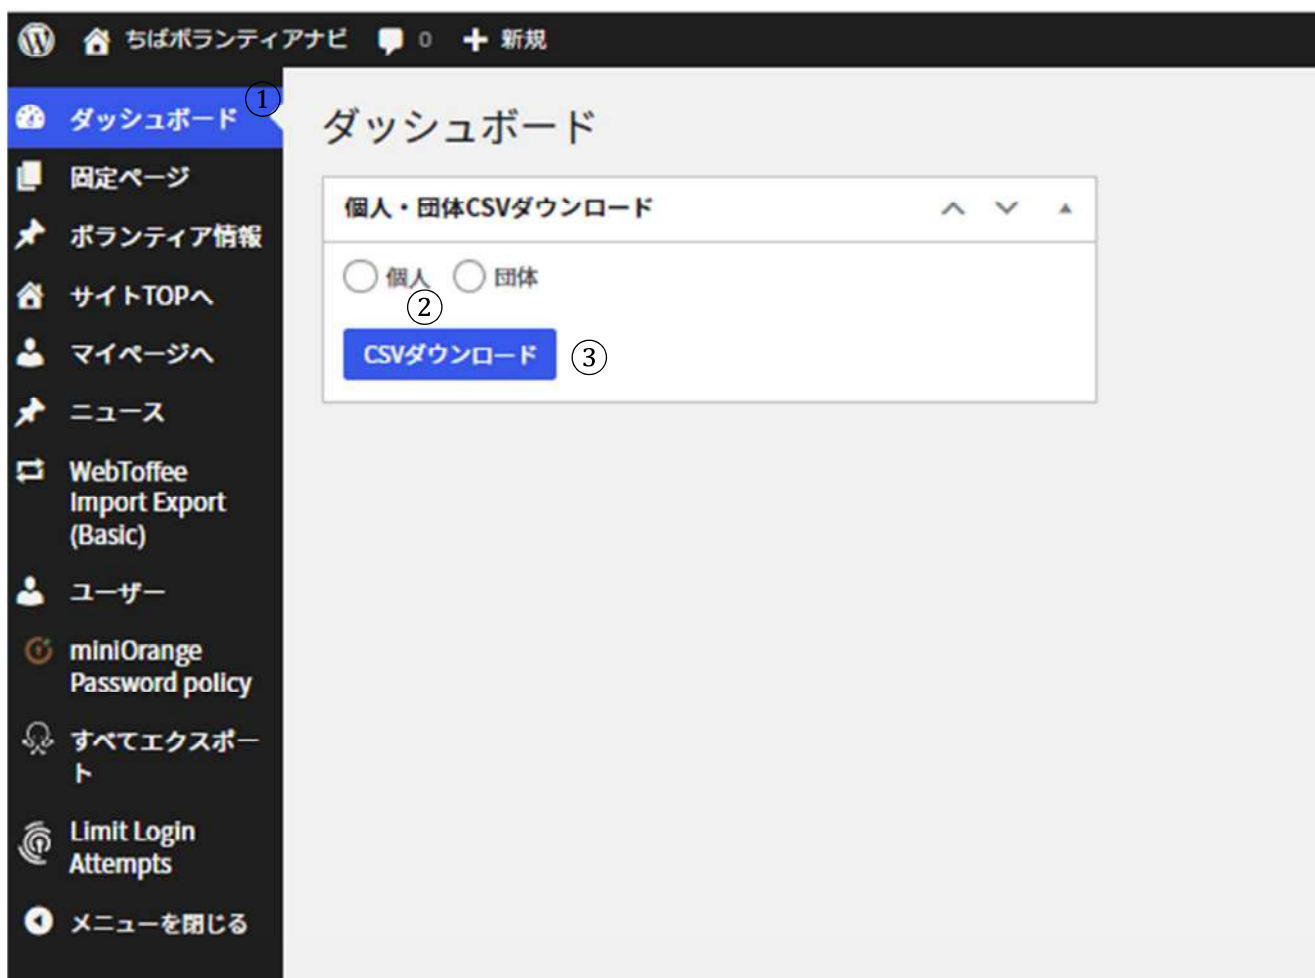 ちばボランティアナビ 0 新規
① ダッシュボード
固定ページ
ボランティア情報
サイトTOPへ
マイページへ
ニュース
WebToffee
Import Export
(Basic)
ユーザー
miniOrange
Password policy
すべてエクスポー
ト
Limit Login
Attempts
メニューを閉じる
ダッシュボード
個人・団体CSVダウンロード
個人 団体
②
CSVダウンロード ③